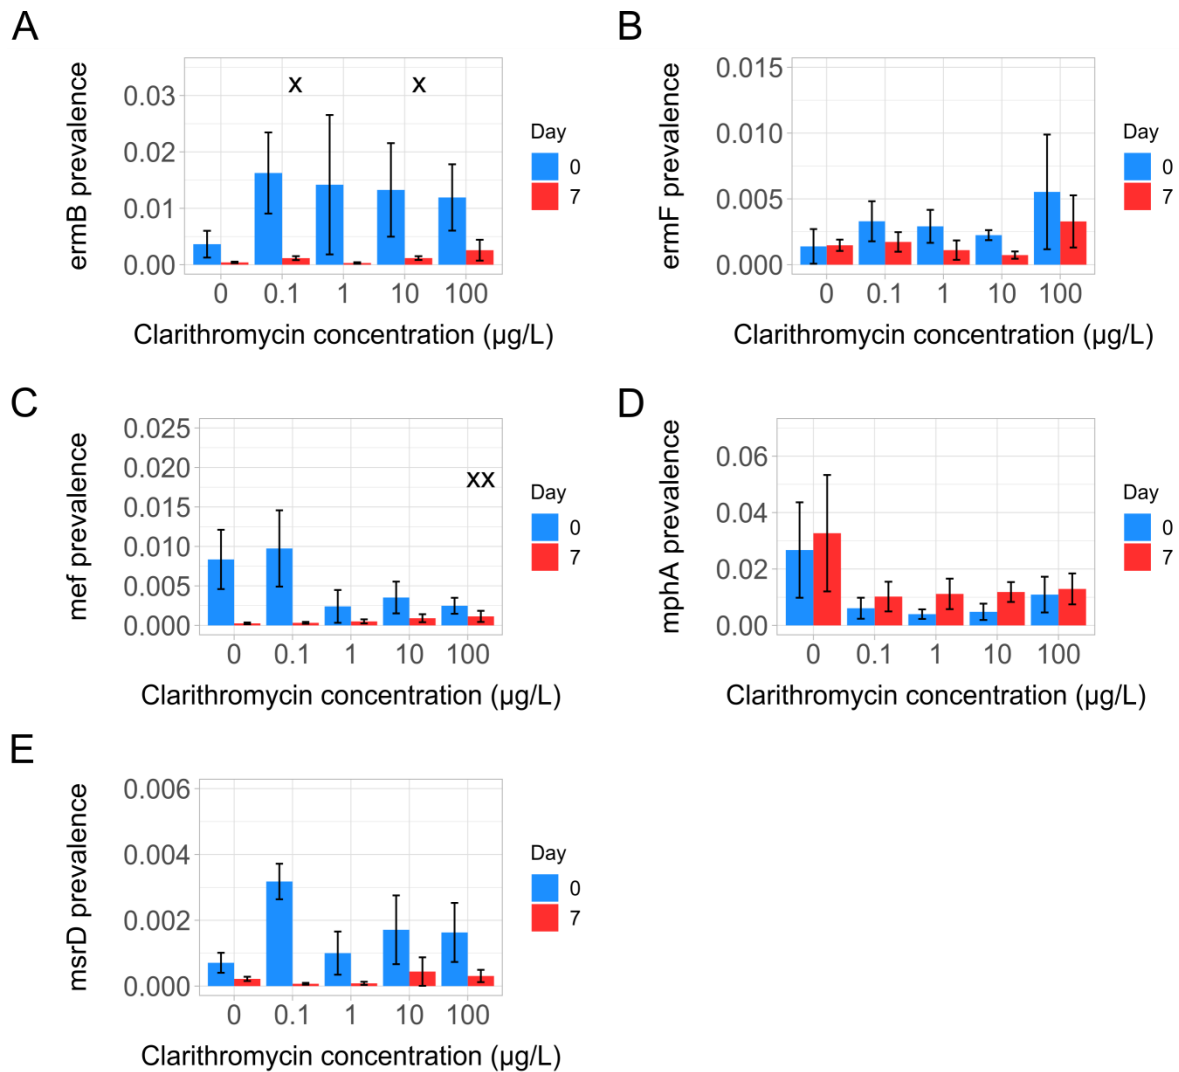 A
ermB prevalence
0.03
0.02
0.01
0.00
x x
0 0.1 1 10 100
Clarithromycin concentration (µg/L)
Day
0
7
B
ermF prevalence
0.015
0.010
0.005
0.000
0 0.1 1 10 100
Clarithromycin concentration (µg/L)
Day
0
7
C
mef prevalence
0.025
0.020
0.015
0.010
0.005
0.000
xx
0 0.1 1 10 100
Clarithromycin concentration (µg/L)
Day
0
7
D
mphA prevalence
0.06
0.04
0.02
0.00
0 0.1 1 10 100
Clarithromycin concentration (µg/L)
Day
0
7
E
msrD prevalence
0.006
0.004
0.002
0.000
0 0.1 1 10 100
Clarithromycin concentration (µg/L)
Day
0
7